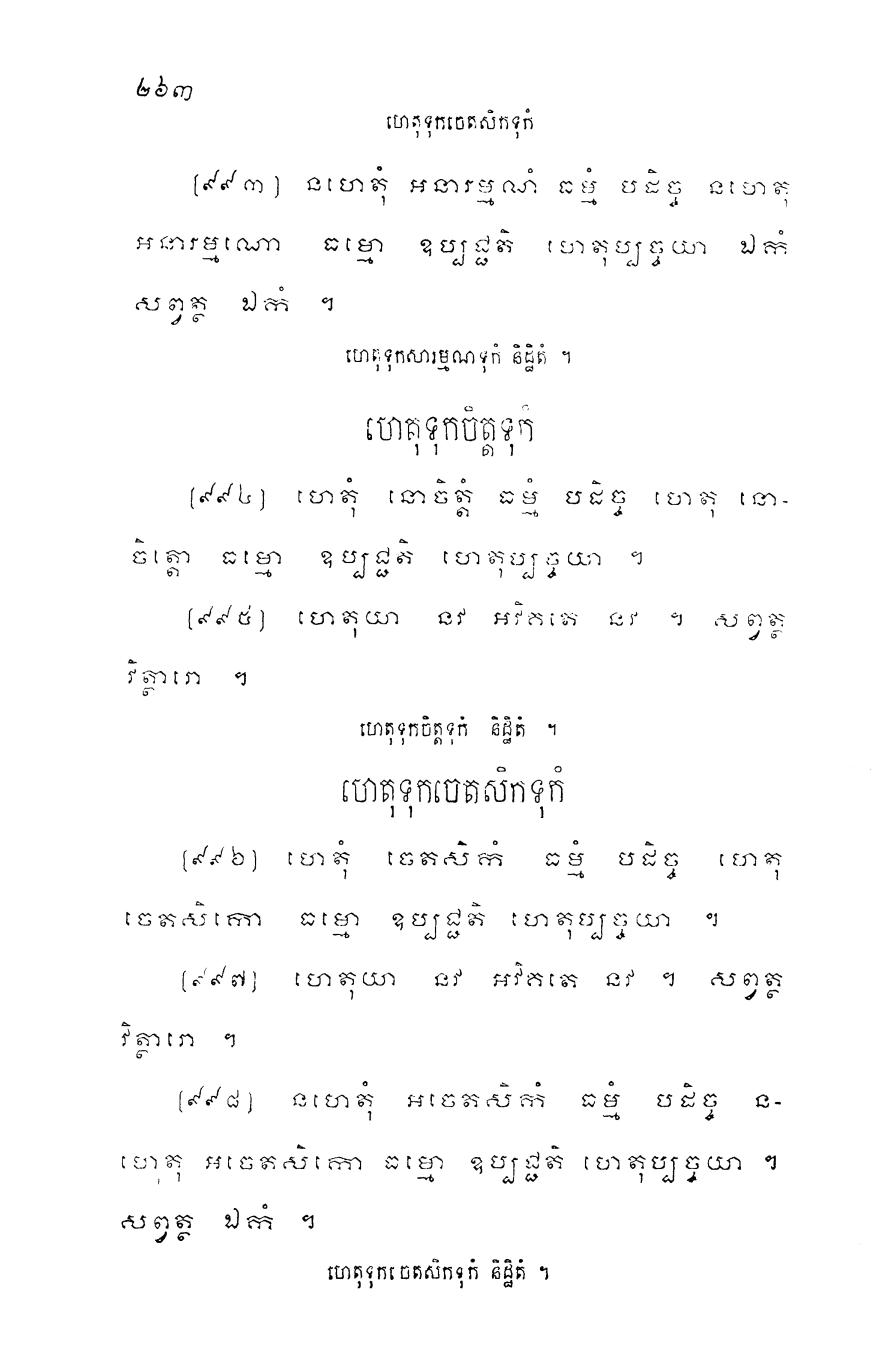 ២៦៣
ហេតុទុកចេតសិកទុកំ
[៩៩៣] នហេតុំ អនារម្មណំ ធម្មំ បដិច្ច នហេតុ
អនារម្មណោ ធម្មោ ឧប្បជ្ជតិ ហេតុប្បច្ចយា ឯកំ
សព្វត្ថ ឯកំ ។
ហេតុទុកសារម្មណទុកំ និដ្ឋិតំ ។
ហេតុទុកចិត្តទុកំ
[៩៩៤] ហេតុំ នោចិត្តំ ធម្មំ បដិច្ច ហេតុ នោ-
ចិត្តោ ធម្មោ ឧប្បជ្ជតិ ហេតុប្បច្ចយា ។
[៩៩៥] ហេតុយា នវ អវិគតេ នវ ។ សព្វត្ថ
វិត្ថារោ ។
ហេតុទុកចិត្តទុកំ និដ្ឋិតំ ។
ហេតុទុកចេតសិកទុកំ
[៩៩៦] ហេតុំ ចេតសិកំ ធម្មំ បដិច្ច ហេតុ
ចេតសិកោ ធម្មោ ឧប្បជ្ជតិ ហេតុប្បច្ចយា ។
[៩៩៧] ហេតុយា នវ អវិគតេ នវ ។ សព្វត្ថ
វិត្ថារោ ។
[៩៩៨] នហេតុំ អចេតសិកំ ធម្មំ បដិច្ច ន-
ហេតុ អចេតសិកោ ធម្មោ ឧប្បជ្ជតិ ហេតុប្បច្ចយា ។
សព្វត្ថ ឯកំ ។
ហេតុទុកចេតសិកទុកំ និដ្ឋិតំ ។